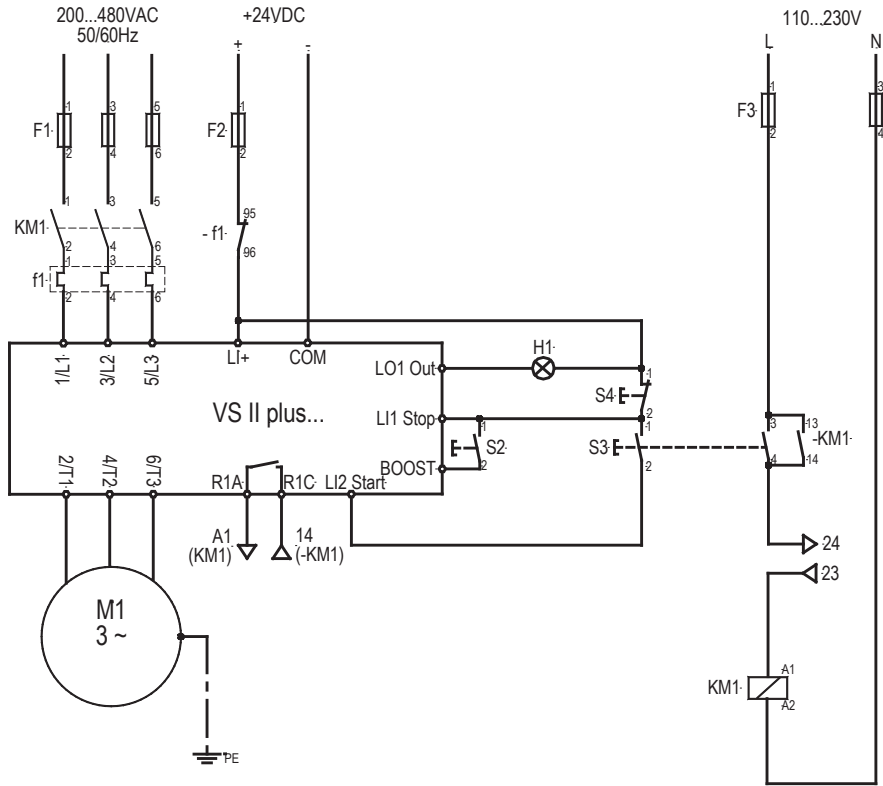 200...480VAC
50/60Hz
+24VDC
110...230V
+
-
L
N
F1
1
3
5
2
4
6
F2
1
2
F3
1
2
3
4
KM1
1
3
5
2
4
6
- f1
95
96
f1
1
3
5
2
4
6
1/L1
3/L2
5/L3
LI+
COM
LO1 Out
H1
S4
1
2
VS II plus...
LI1 Stop
S2
1
2
S3
1
2
3
4
13
14
-KM1
BOOST
2/T1
4/T2
6/T3
R1A
R1C
LI2 Start
A1
(KM1)
14
(-KM1)
24
23
M1
3 ~
KM1
A1
A2
PE